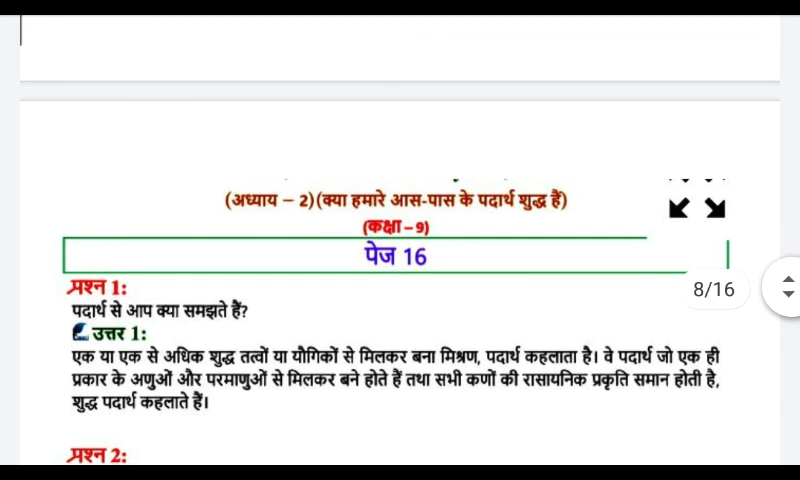 (अध्याय – 2)(क्या हमारे आस-पास के पदार्थ शुद्ध हैं)
(कक्षा – 9)
पेज 16
8/16
प्रश्न 1:
पदार्थ से आप क्या समझते हैं?
उत्तर 1:
एक या एक से अधिक शुद्ध तत्वों या यौगिकों से मिलकर बना मिश्रण, पदार्थ कहलाता है। वे पदार्थ जो एक ही
प्रकार के अणुओं और परमाणुओं से मिलकर बने होते हैं तथा सभी कणों की रासायनिक प्रकृति समान होती है,
शुद्ध पदार्थ कहलाते हैं।
प्रश्न 2: